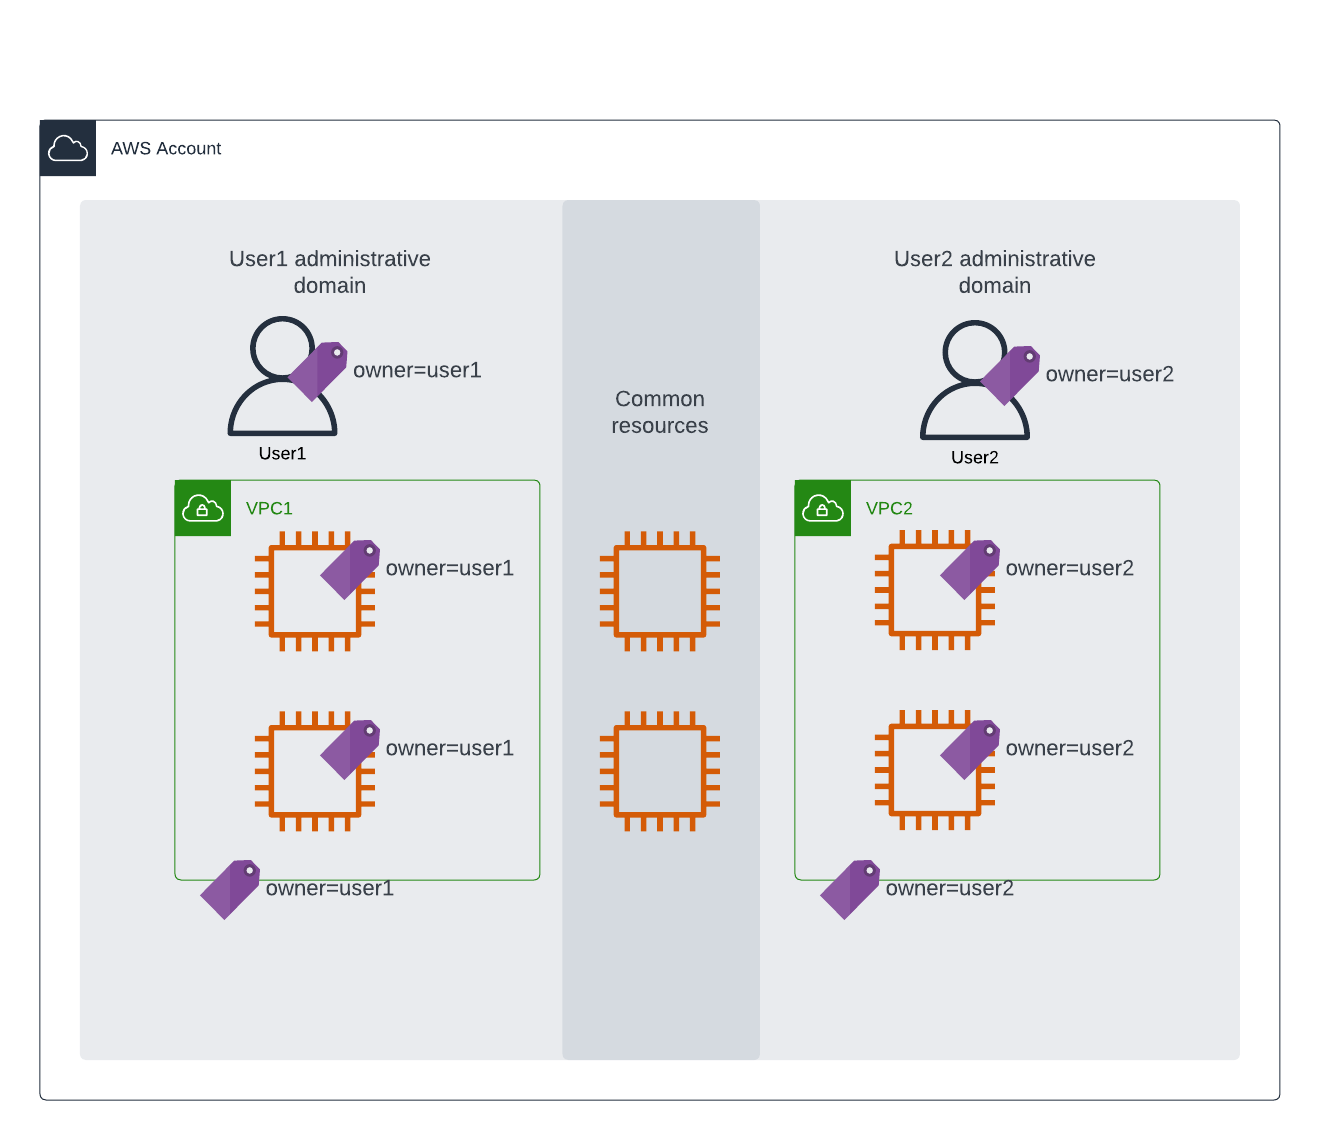 AWS Account
User1 administrative
domain
owner=user1
User1
VPC1
owner=user1
owner=user1
owner=user1
Common
resources
User2 administrative
domain
owner=user2
User2
VPC2
owner=user2
owner=user2
owner=user2